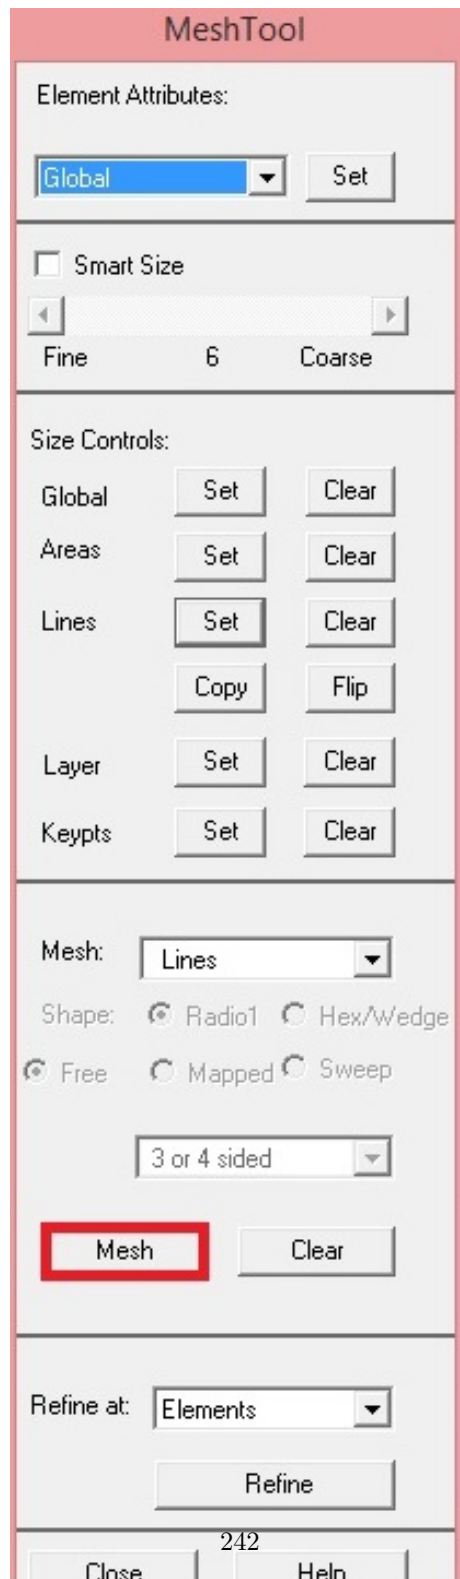 MeshTool
Element Attributes:
Global Set
Smart Size
Fine 6 Coarse
Size Controls:
Global Set Clear
Areas Set Clear
Lines Set Clear
Copy Flip
Layer Set Clear
Keypts Set Clear
Mesh: Lines
Shape: Radio1 Hex/Wedge
Free Mapped Sweep
3 or 4 sided
Mesh Clear
Refine at: Elements
Refine
242
Close Help